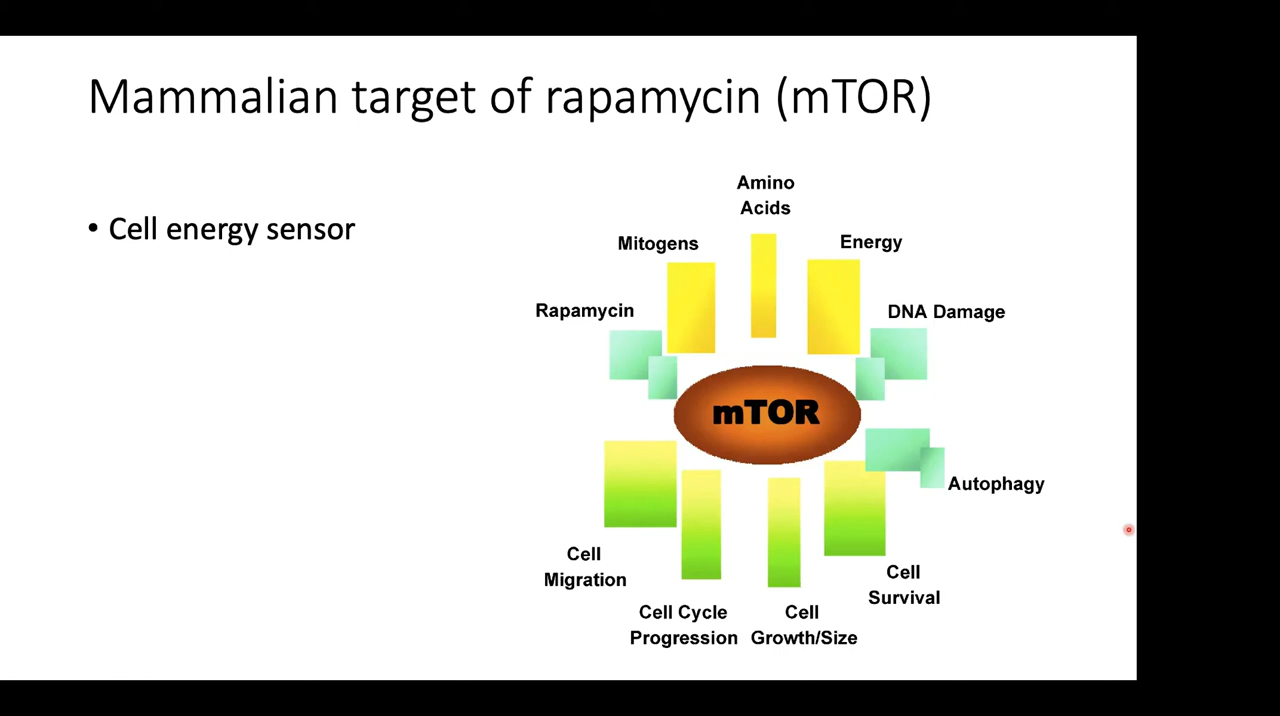 Mammalian target of rapamycin (mTOR)
• Cell energy sensor
Amino
Acids
Mitogens
Energy
Rapamycin
DNA Damage
mTOR
Autophagy
Cell
Migration
Cell
Survival
Cell Cycle
Progression
Cell
Growth/Size